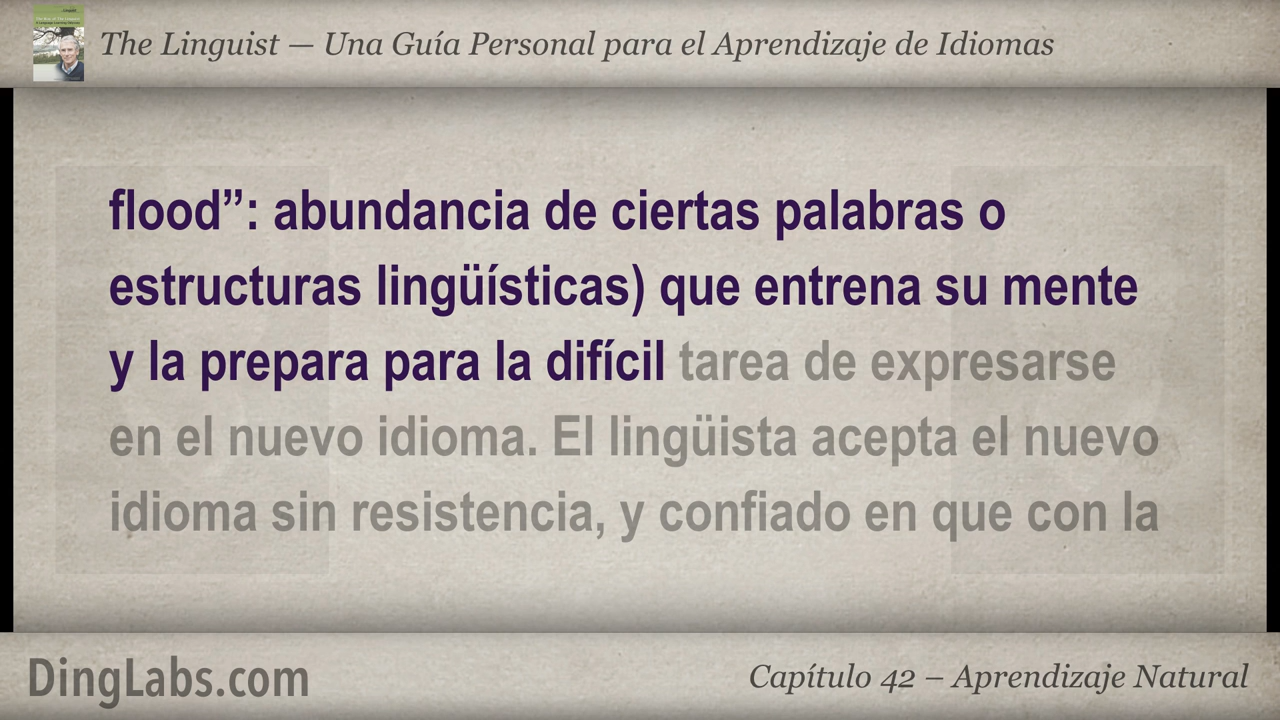 The Linguist — Una Guía Personal para el Aprendizaje de Idiomas
flood”: abundancia de ciertas palabras o
estructuras lingüísticas) que entrena su mente
y la prepara para la difícil tarea de expresarse
en el nuevo idioma. El lingüista acepta el nuevo
idioma sin resistencia, y confiado en que con la
DingLabs.com
Capítulo 42 – Aprendizaje Natural